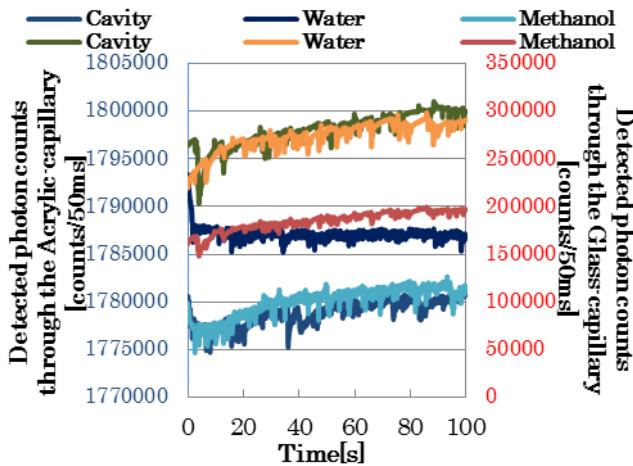 Cavity Water Methanol
Cavity Water Methanol
Detected photon counts
through the Acrylic-capillary
[counts/50ms]
1805000
1800000
1795000
1790000
1785000
1780000
1775000
1770000
350000
300000
250000
200000
150000
100000
50000
0
Detected photon counts
through the Glass-capillary
[counts/50ms]
0 20 40 60 80 100
Time[s]